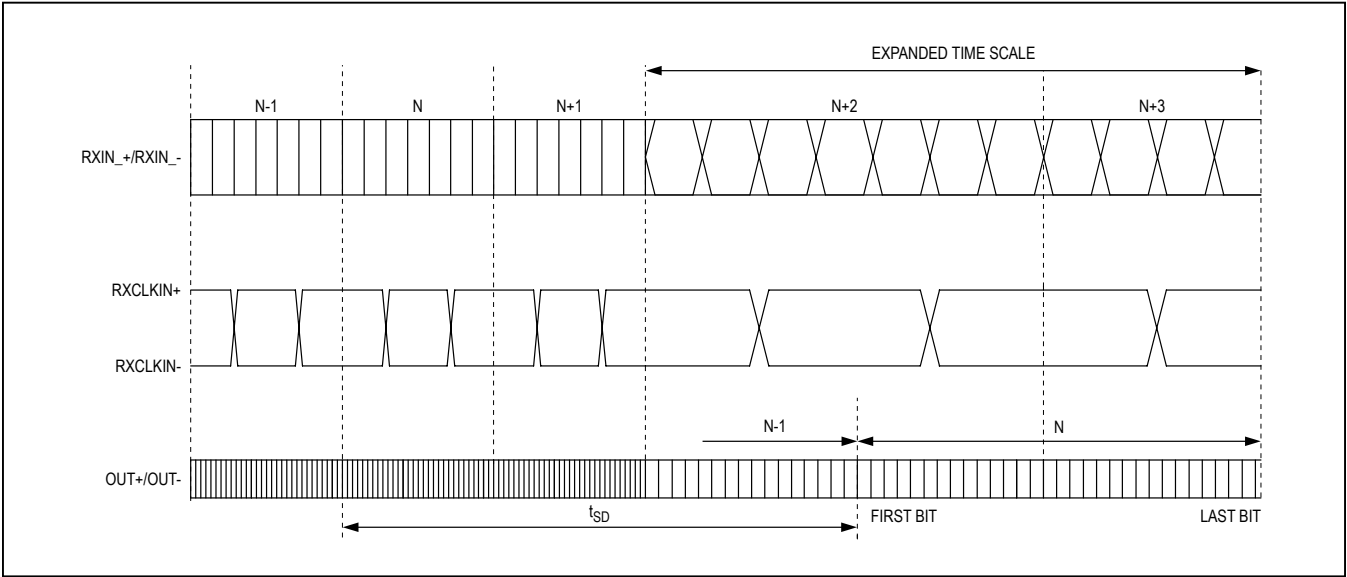 EXPANDED TIME SCALE
N-1 N N+1 N+2 N+3
RXIN_+/RXIN_-
RXCLKIN+
RXCLKIN-
N-1 N
OUT+/OUT-
tSD FIRST BIT LAST BIT